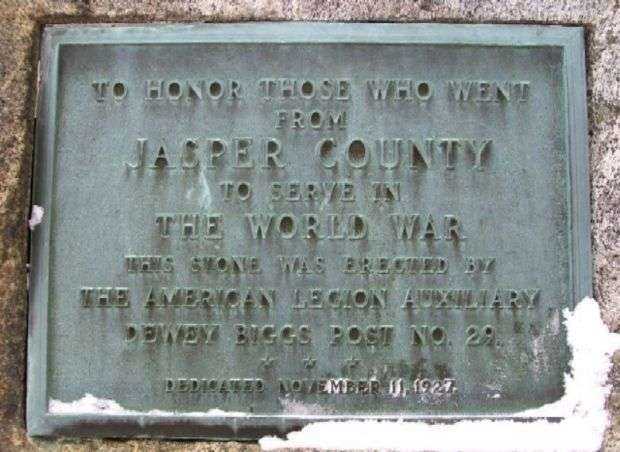 TO HONOR THOSE WHO WENT
FROM
JASPER COUNTY
TO SERVE IN
THE WORLD WAR
THIS STONE WAS ERECTED BY
THE AMERICAN LEGION AUXILIARY
DEWEY BIGGS POST NO. 29.
* * *
DEDICATED NOVEMBER 11, 1927.